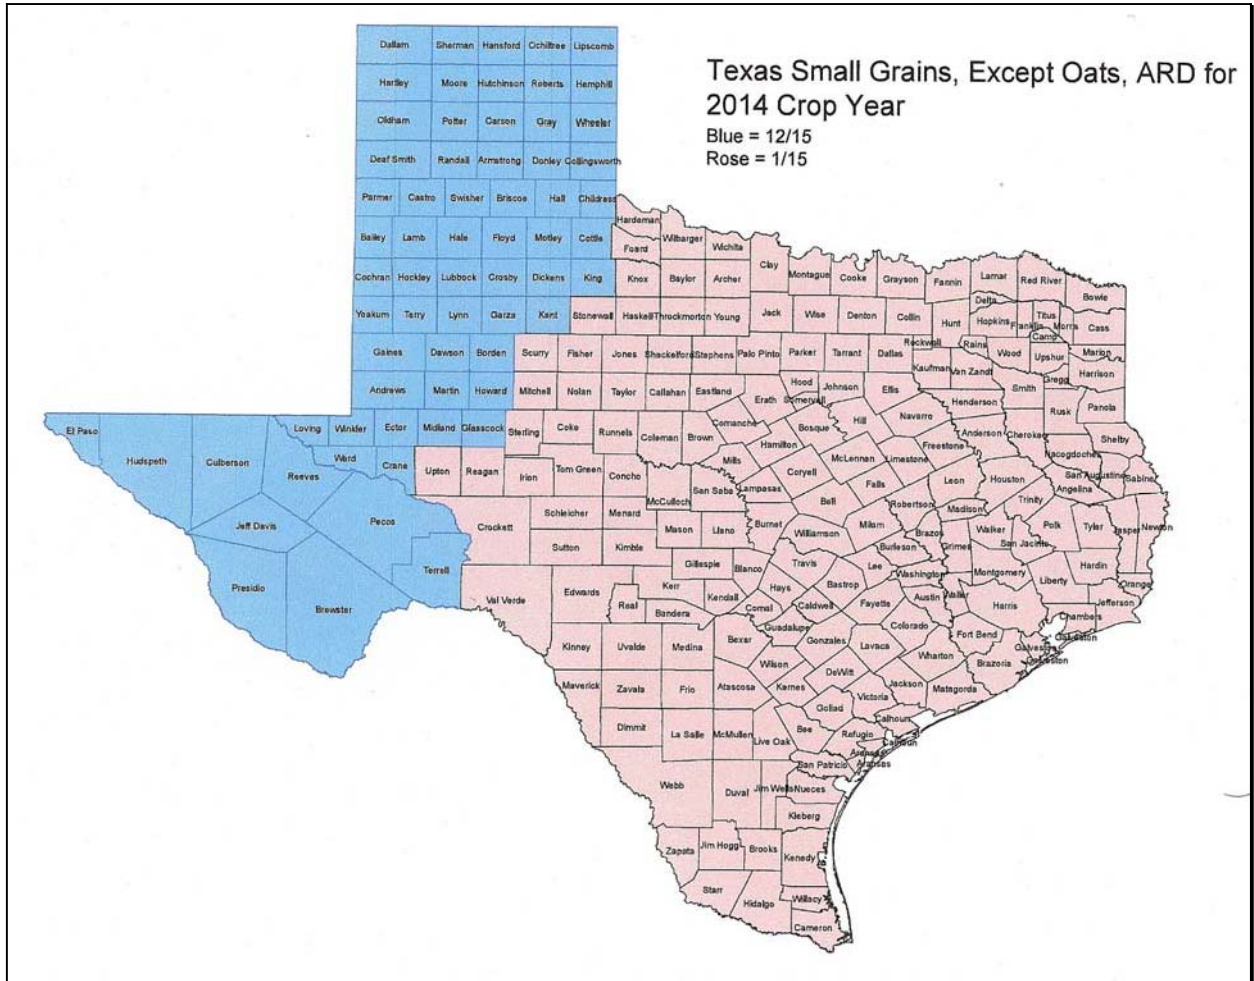 Texas Small Grains, Except Oats, ARD for
2014 Crop Year
Blue = 12/15
Rose = 1/15
Dallam Sherman Hansford Ochiltree Lipscomb
Hartley Moore Hutchinson Roberts Hemphill
Oldham Potter Carson Gray Wheeler
Deaf Smith Randall Armstrong Donley Collingsworth
Parmer Castro Swisher Briscoe Hall Childress
Hardeman
Bailey Lamb Hale Floyd Motley Cottle Foard Wilbarger Wichita
Clay Montague Cooke Grayson Fannin Lamar Red River Bowie
Cochran Hockley Lubbock Crosby Dickens King Knox Baylor Archer
Delta
Yoakum Terry Lynn Garza Kent Stonewall Haskell Throckmorton Young Jack Wise Denton Collin Hunt Hopkins Franklin Titus Morris Cass
Camp
Gaines Dawson Borden Scurry Fisher Jones Shackelford Stephens Palo Pinto Parker Tarrant Dallas Rockwall Rains Wood Upshur Marion
Kaufman Van Zandt Gregg Harrison
Andrews Martin Howard Mitchell Nolan Taylor Callahan Eastland Erath Hood Somervell Johnson Ellis Henderson Smith Rusk Panola
El Paso Loving Winkler Ector Midland Glasscock Sterling Coke Runnels Coleman Brown Comanche Bosque Hill Navarro Anderson Cherokee Shelby
Hudspeth Culberson Reeves Ward Crane Upton Reagan Irion Tom Green Concho Mills Hamilton McLennan Limestone Freestone Nacogdoches
McCulloch San Saba Lampasas Coryell Falls Leon Houston Angelina San Augustine Sabine
Jeff Davis Pecos Crockett Schleicher Menard Mason Llano Burnet Bell Milam Robertson Madison Trinity Polk Tyler Jasper Newton
Sutton Kimble Williamson Burleson Brazos Grimes Walker San Jacinto
Presidio Brewster Terrell Val Verde Edwards Gillespie Blanco Travis Lee Washington Montgomery Liberty Hardin Orange
Real Kerr Kendall Hays Bastrop Austin Waller Harris Jefferson
Bandera Comal Caldwell Fayette Chambers
Guadalupe Gonzales Colorado Fort Bend Galveston
Kinney Uvalde Medina Bexar Lavaca Wharton Brazoria Galveston
Galveston
Maverick Zavala Frio Atascosa Wilson Karnes DeWitt Jackson Matagorda
Goliad Victoria
Dimmit La Salle McMullen Live Oak Bee Refugio Calhoun
Calhoun
Aransas
San Patricio Aransas
Webb Duval Jim Wells Nueces
Kleberg
Zapata Jim Hogg Brooks Kenedy
Starr Hidalgo Willacy
Cameron